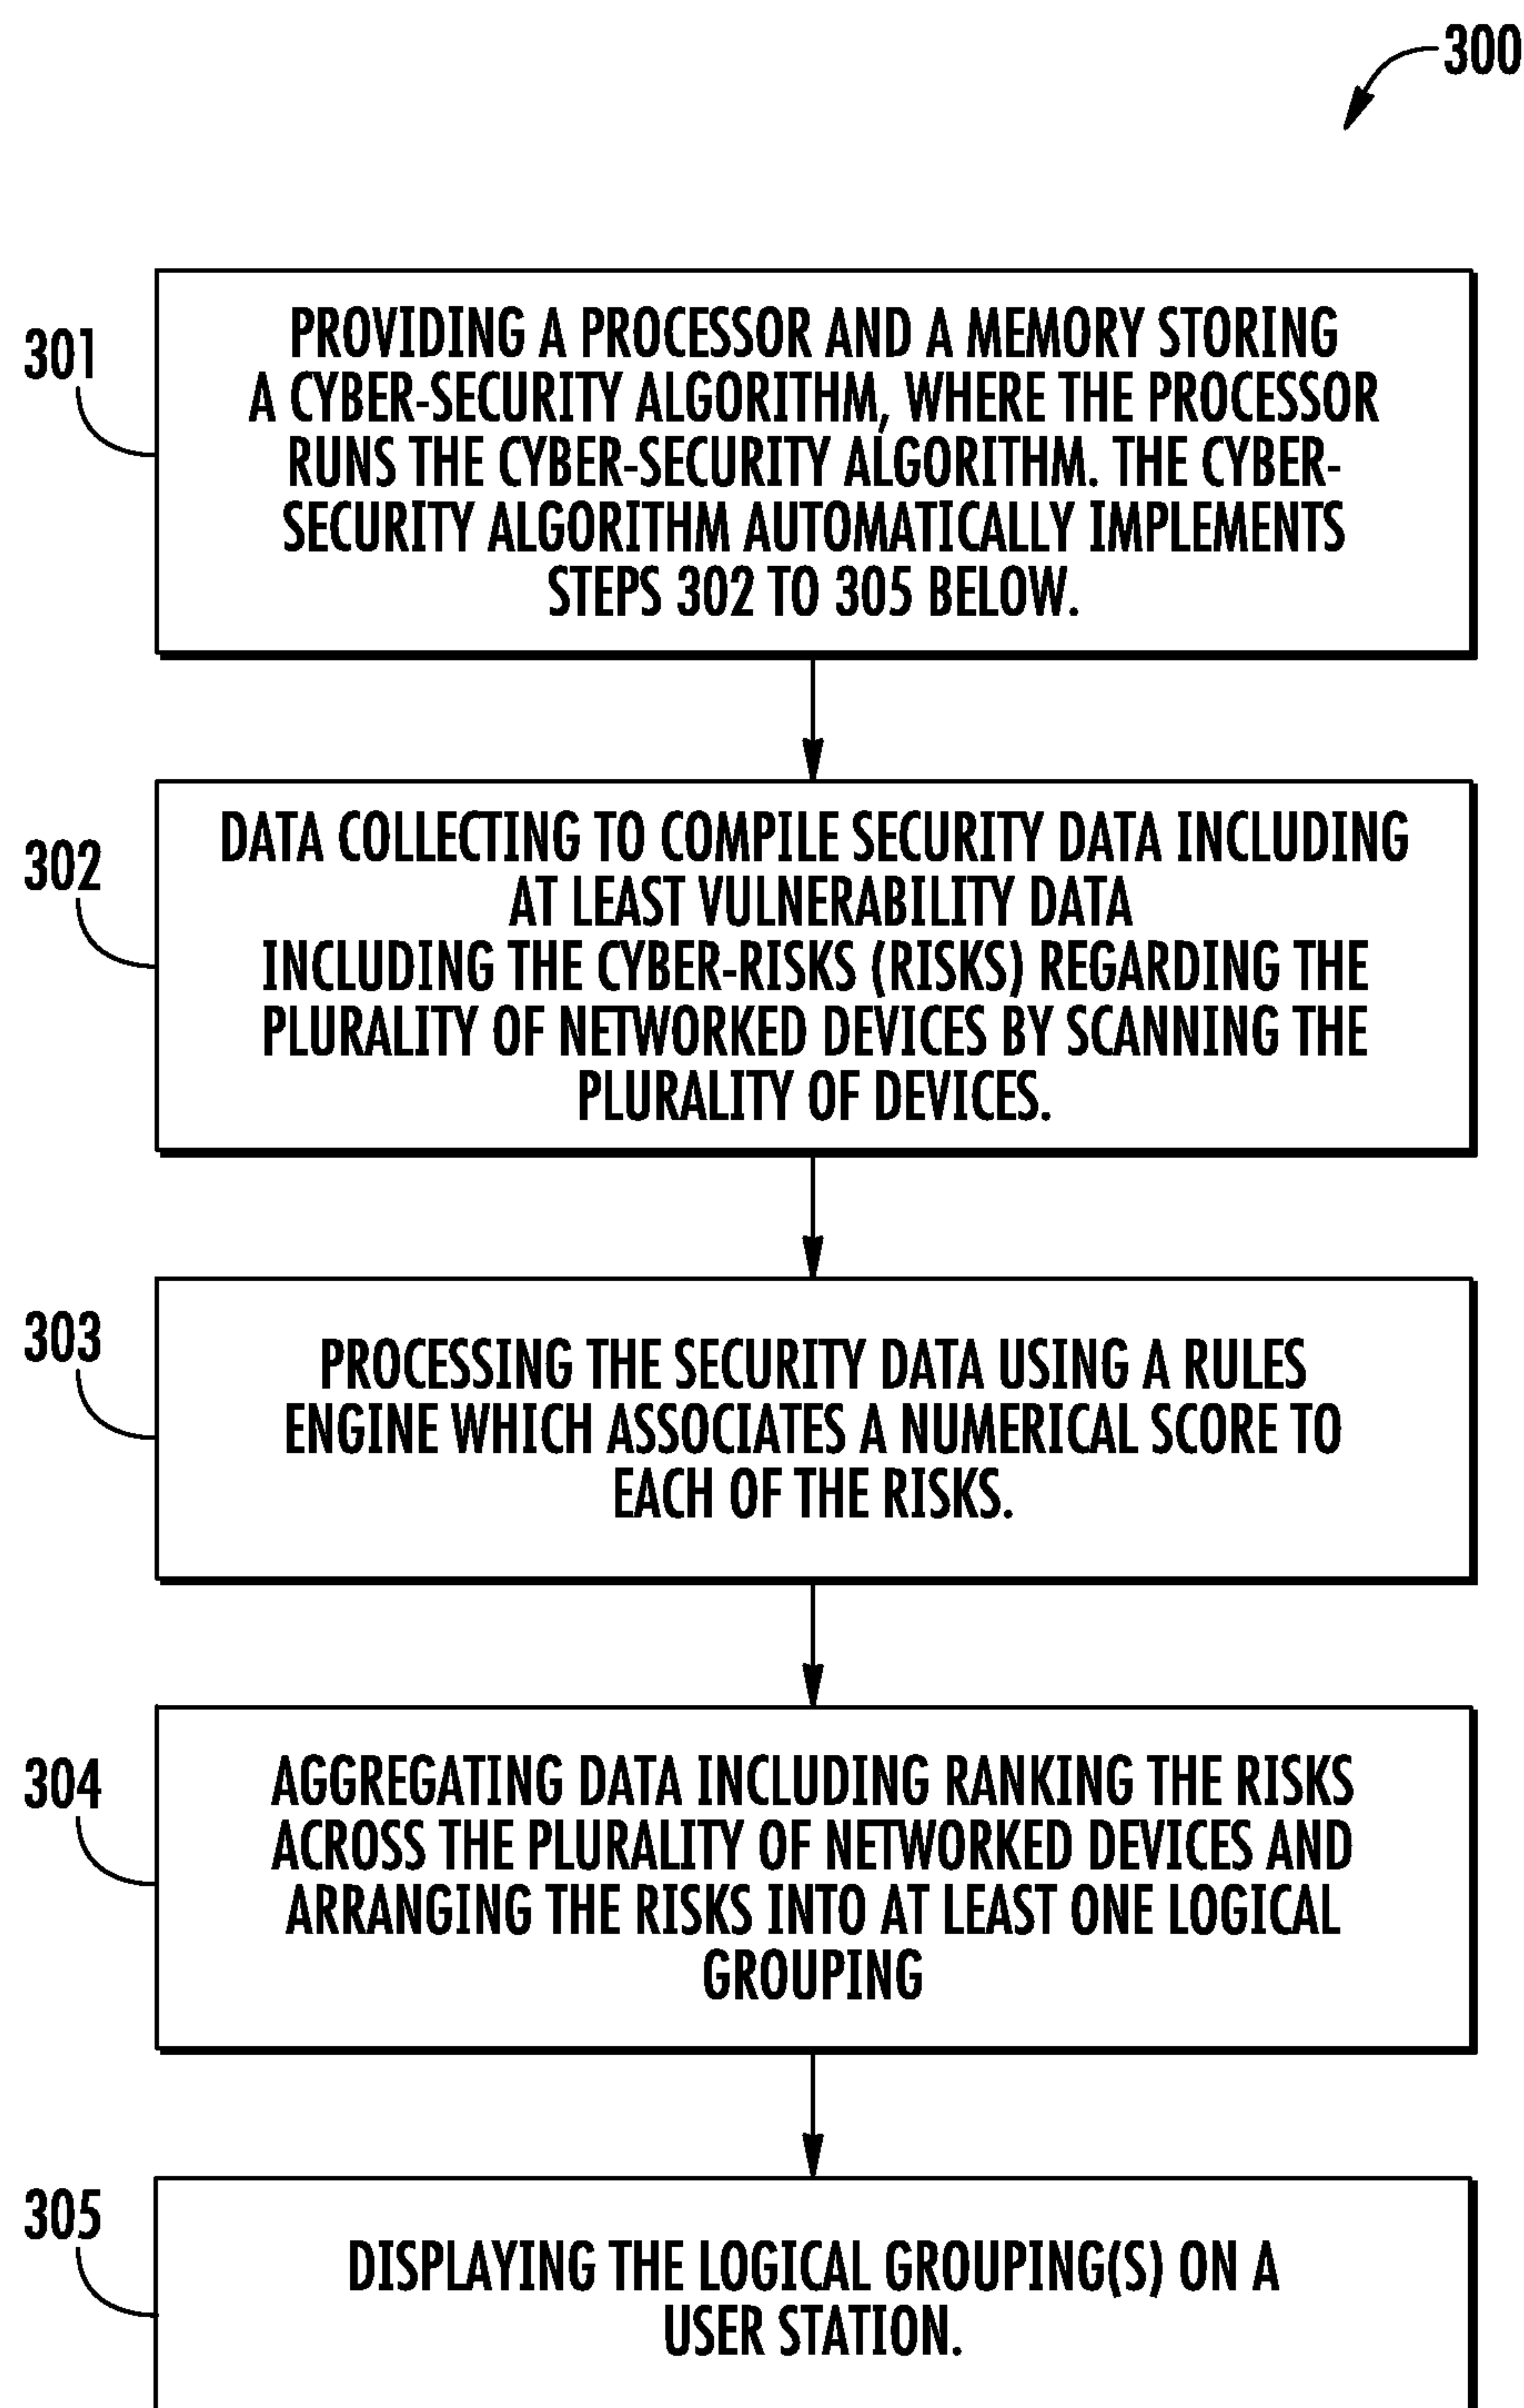 300
301
PROVIDING A PROCESSOR AND A MEMORY STORING
A CYBER-SECURITY ALGORITHM, WHERE THE PROCESSOR
RUNS THE CYBER-SECURITY ALGORITHM. THE CYBER-
SECURITY ALGORITHM AUTOMATICALLY IMPLEMENTS
STEPS 302 TO 305 BELOW.
302
DATA COLLECTING TO COMPILE SECURITY DATA INCLUDING
AT LEAST VULNERABILITY DATA
INCLUDING THE CYBER-RISKS (RISKS) REGARDING THE
PLURALITY OF NETWORKED DEVICES BY SCANNING THE
PLURALITY OF DEVICES.
303
PROCESSING THE SECURITY DATA USING A RULES
ENGINE WHICH ASSOCIATES A NUMERICAL SCORE TO
EACH OF THE RISKS.
304
AGGREGATING DATA INCLUDING RANKING THE RISKS
ACROSS THE PLURALITY OF NETWORKED DEVICES AND
ARRANGING THE RISKS INTO AT LEAST ONE LOGICAL
GROUPING
305
DISPLAYING THE LOGICAL GROUPING(S) ON A
USER STATION.